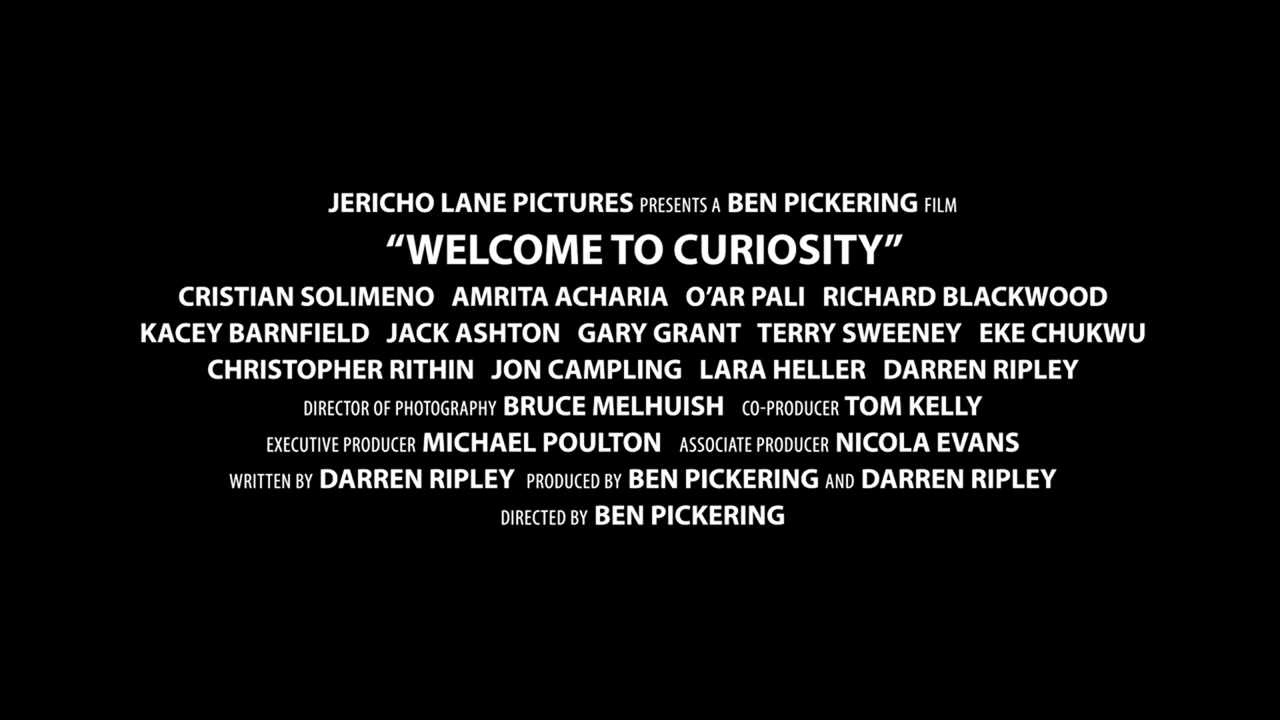 JERICHO LANE PICTURES PRESENTS A BEN PICKERING FILM
“WELCOME TO CURIOSITY”
CRISTIAN SOLIMENO AMRITA ACHARIA O’AR PALI RICHARD BLACKWOOD
KACEY BARNFIELD JACK ASHTON GARY GRANT TERRY SWEENEY EKE CHUKWU
CHRISTOPHER RITHIN JON CAMPLING LARA HELLER DARREN RIPLEY
DIRECTOR OF PHOTOGRAPHY BRUCE MELHUISH CO-PRODUCER TOM KELLY
EXECUTIVE PRODUCER MICHAEL POULTON ASSOCIATE PRODUCER NICOLA EVANS
WRITTEN BY DARREN RIPLEY PRODUCED BY BEN PICKERING AND DARREN RIPLEY
DIRECTED BY BEN PICKERING